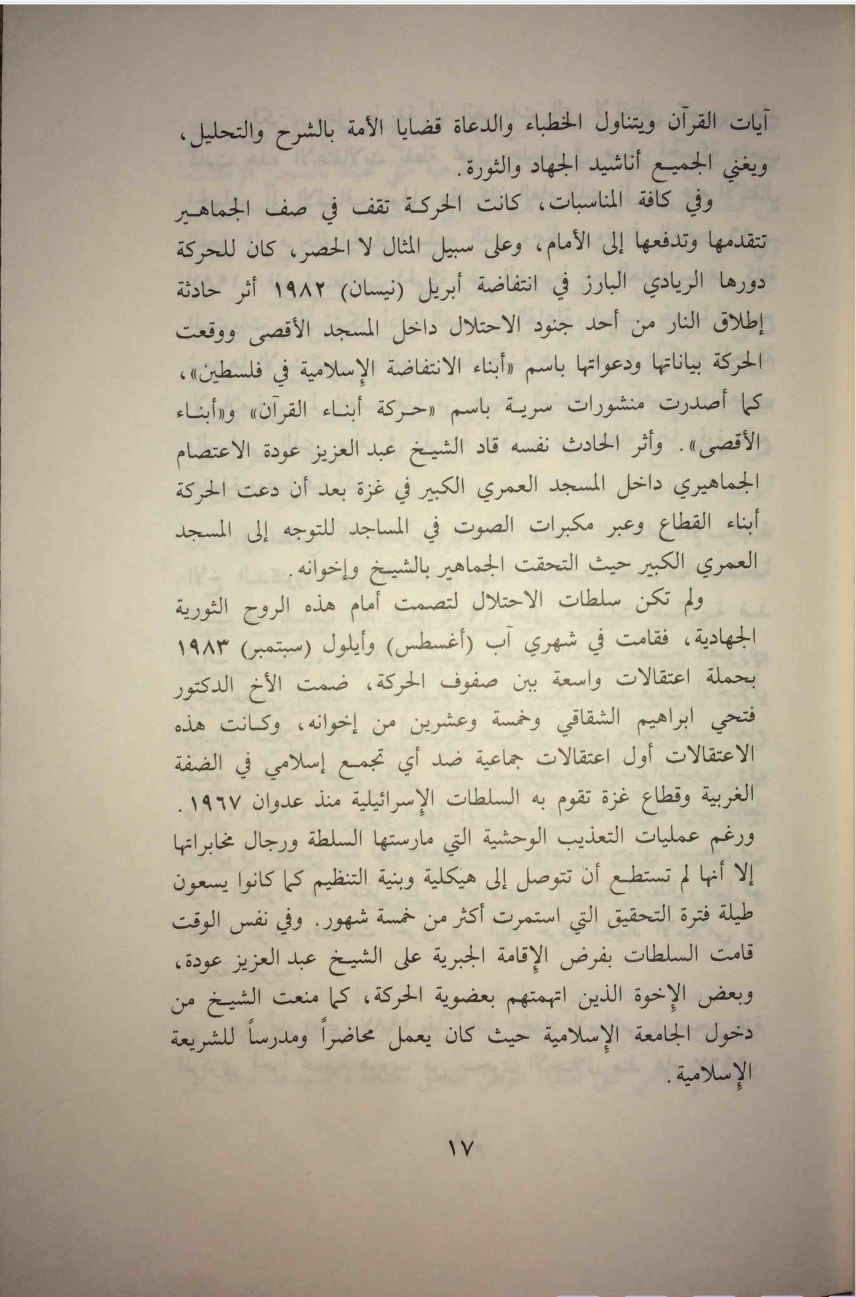 آيات القرآن ويتناول الخطباء والدعاة قضايا الأمة بالشرح والتحليل،
ويغني الجميع أناشيد الجهاد والثورة.
وفي كافة المناسبات، كانت الحركة تقف في صف الجماهير
تتقدمها وتدفعها إلى الأمام، وعلى سبيل المثال لا الحصر، كان للحركة
دورها الريادي البارز في انتفاضة أبريل (نيسان) ١٩٨٢ أثر حادثة
إطلاق النار من أحد جنود الاحتلال داخل المسجد الأقصى ووقعت
الحركة بياناتها ودعواتها باسم «أبناء الانتفاضة الإسلامية في فلسطين»،
كما أصدرت منشورات سرية باسم «حركة أبناء القرآن» و«أبناء
الأقصى». وأثر الحادث نفسه قاد الشيخ عبد العزيز عودة الاعتصام
الجماهيري داخل المسجد العمري الكبير في غزة بعد أن دعت الحركة
أبناء القطاع وعبر مكبرات الصوت في المساجد للتوجه إلى المسجد
العمري الكبير حيث التحقت الجماهير بالشيخ وإخوانه.
ولم تكن سلطات الاحتلال لتصمت أمام هذه الروح الثورية
الجهادية، فقامت في شهري آب (أغسطس) وأيلول (سبتمبر) ١٩٨٣
بحملة اعتقالات واسعة بين صفوف الحركة، ضمت الأخ الدكتور
فتحي ابراهيم الشقاقي وخمسة وعشرين من إخوانه، وكانت هذه
الاعتقالات أول اعتقالات جماعية ضد أي تجمع إسلامي في الضفة
الغربية وقطاع غزة تقوم به السلطات الإسرائيلية منذ عدوان ١٩٦٧.
ورغم عمليات التعذيب الوحشية التي مارستها السلطة ورجال مخابراتها
إلا أنها لم تستطع أن تتوصل إلى هيكلية وبنية التنظيم كما كانوا يسعون
طيلة فترة التحقيق التي استمرت أكثر من خمسة شهور. وفي نفس الوقت
قامت السلطات بفرض الإقامة الجبرية على الشيخ عبد العزيز عودة،
وبعض الإخوة الذين اتهمتهم بعضوية الحركة، كما منعت الشيخ من
دخول الجامعة الإسلامية حيث كان يعمل محاضراً ومدرساً للشريعة
الإسلامية.
١٧